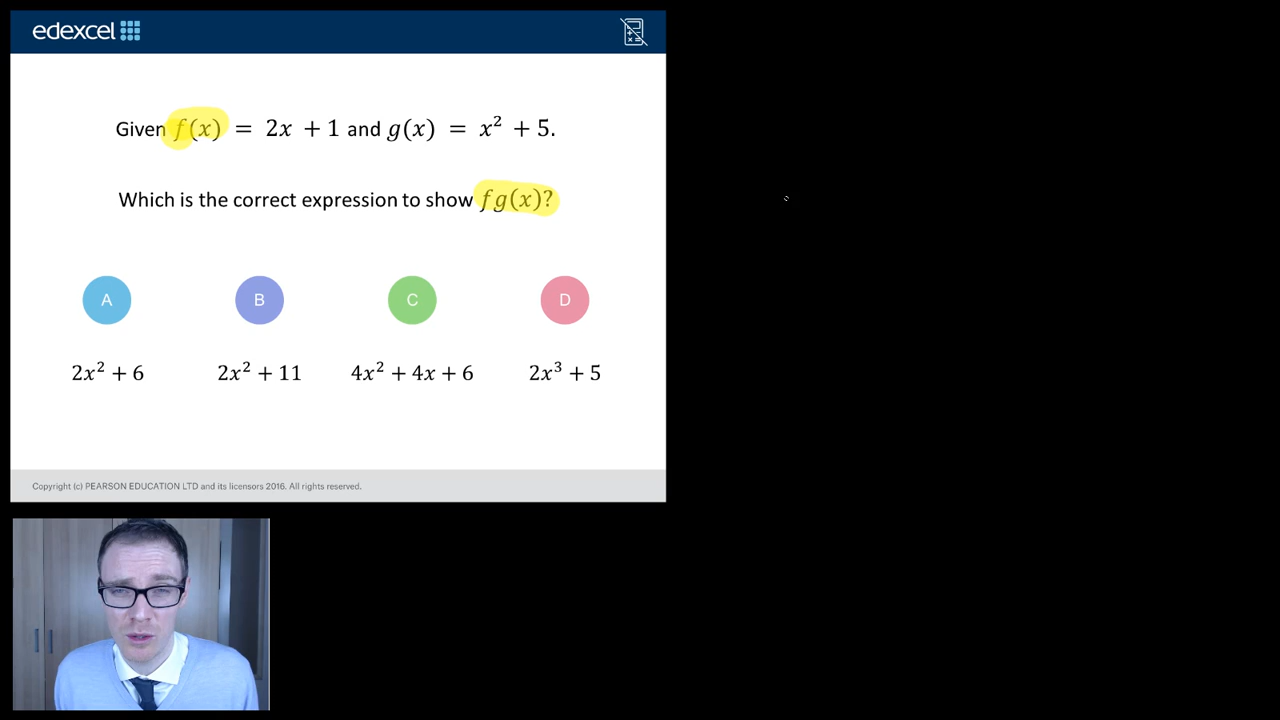 edexcel
Given f(x) = 2x + 1 and g(x) = x² + 5.
Which is the correct expression to show fg(x)?
A B C D
2x² + 6 2x² + 11 4x² + 4x + 6 2x³ + 5
Copyright (c) PEARSON EDUCATION LTD and its licensors 2016. All rights reserved.